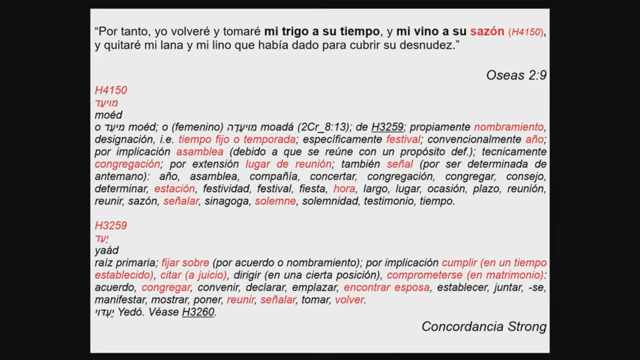 “Por tanto, yo volveré y tomaré mi trigo a su tiempo, y mi vino a su sazón (H4150),
y quitaré mi lana y mi lino que había dado para cubrir su desnudez.”
Oseas 2:9
H4150
מוֹעֵד
moéd
o מֹעֵד moéd; o (femenino) מוֹעָדָה moadá (2Cr_8:13); de H3259; propiamente nombramiento,
designación, i.e. tiempo fijo o temporada; específicamente festival; convencionalmente año;
por implicación asamblea (debido a que se reúne con un propósito def.); tecnicamente
congregación; por extensión lugar de reunión; también señal (por ser determinada de
antemano): año, asamblea, compañía, concertar, congregación, congregar, consejo,
determinar, estación, festividad, festival, fiesta, hora, largo, lugar, ocasión, plazo, reunión,
reunir, sazón, señalar, sinagoga, solemne, solemnidad, testimonio, tiempo.
H3259
יָעַד
yaád
raíz primaria; fijar sobre (por acuerdo o nombramiento); por implicación cumplir (en un tiempo
establecido), citar (a juicio), dirigir (en una cierta posición), comprometerse (en matrimonio):
acuerdo, congregar, convenir, declarar, emplazar, encontrar esposa, establecer, juntar, -se,
manifestar, mostrar, poner, reunir, señalar, tomar, volver.
יֶעְדּוֹי Yedó. Véase H3260.
Concordancia Strong